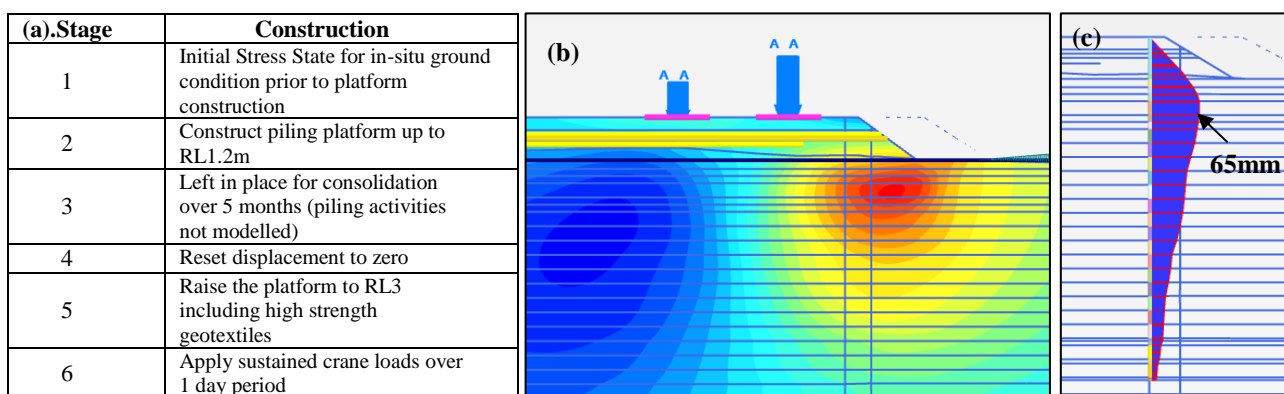 (a).Stage Construction
1 Initial Stress State for in-situ ground
condition prior to platform
construction
2 Construct piling platform up to
RL1.2m
3 Left in place for consolidation
over 5 months (piling activities
not modelled)
4 Reset displacement to zero
5 Raise the platform to RL3
including high strength
geotextiles
6 Apply sustained crane loads over
1 day period
(b)
A A
A A
(c)
65mm